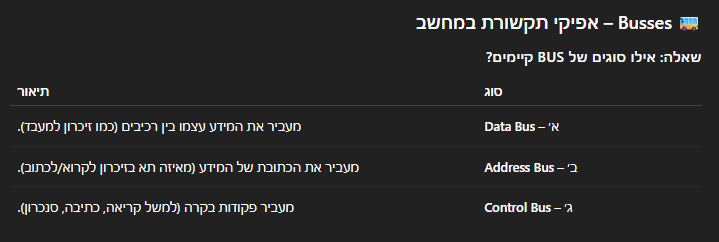 🚌 Busses – אפיקי תקשורת במחשב
שאלה: אילו סוגים של BUS קיימים?
סוג תיאור
א׳ – Data Bus מעביר את המידע עצמו בין רכיבים (כמו זיכרון למעבד).
ב׳ – Address Bus מעביר את הכתובת של המידע (מאיזה תא בזיכרון לקרוא/לכתוב).
ג׳ – Control Bus מעביר פקודות בקרה (למשל קריאה, כתיבה, סנכרון).